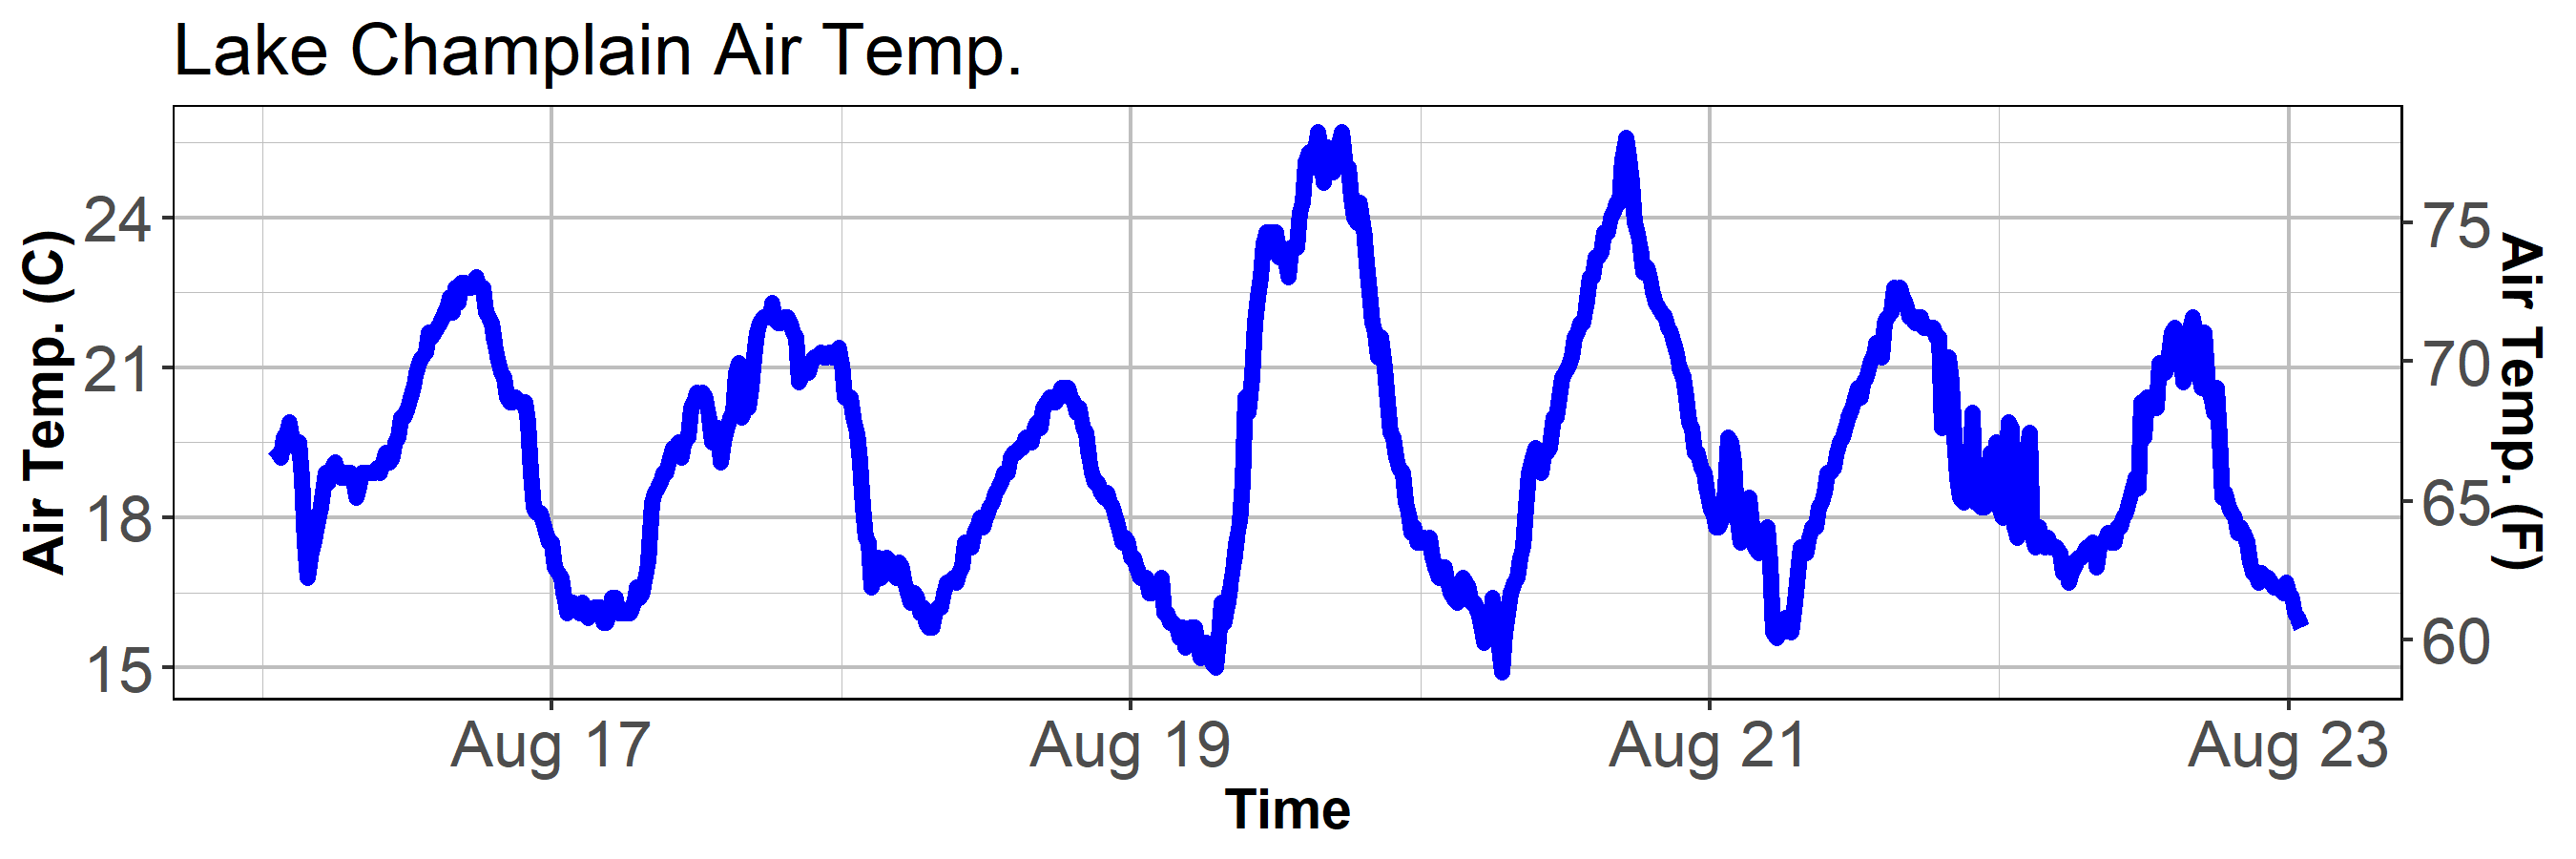 Lake Champlain Air Temp.
Air Temp. (C)
24
21
18
15
75
70
65
60
Air Temp. (F)
Aug 17
Aug 19
Aug 21
Aug 23
Time